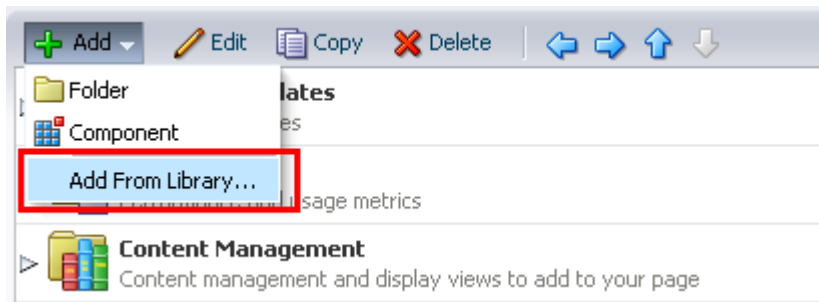 Add Edit Copy Delete
Folder
lates
Component
es
Add From Library...
usage metrics
Content Management
Content management and display views to add to your page